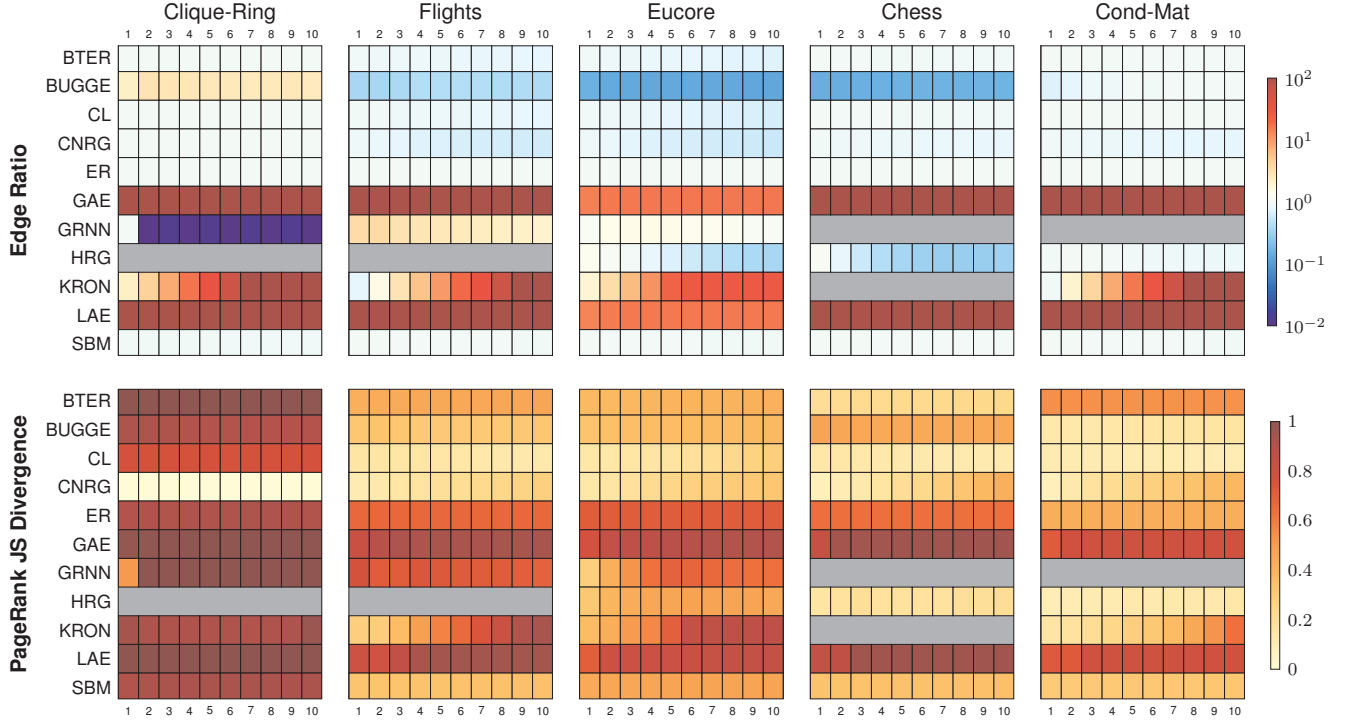 Clique-Ring Flights Eucore Chess Cond-Mat
1 2 3 4 5 6 7 8 9 10 1 2 3 4 5 6 7 8 9 10 1 2 3 4 5 6 7 8 9 10 1 2 3 4 5 6 7 8 9 10 1 2 3 4 5 6 7 8 9 10
Edge Ratio
BTER
BUGGE
CL
CNRG
ER
GAE
GRNN
HRG
KRON
LAE
SBM
10²
10¹
10⁰
10⁻¹
10⁻²
PageRank JS Divergence
BTER
BUGGE
CL
CNRG
ER
GAE
GRNN
HRG
KRON
LAE
SBM
1
0.8
0.6
0.4
0.2
0
1 2 3 4 5 6 7 8 9 10 1 2 3 4 5 6 7 8 9 10 1 2 3 4 5 6 7 8 9 10 1 2 3 4 5 6 7 8 9 10 1 2 3 4 5 6 7 8 9 10